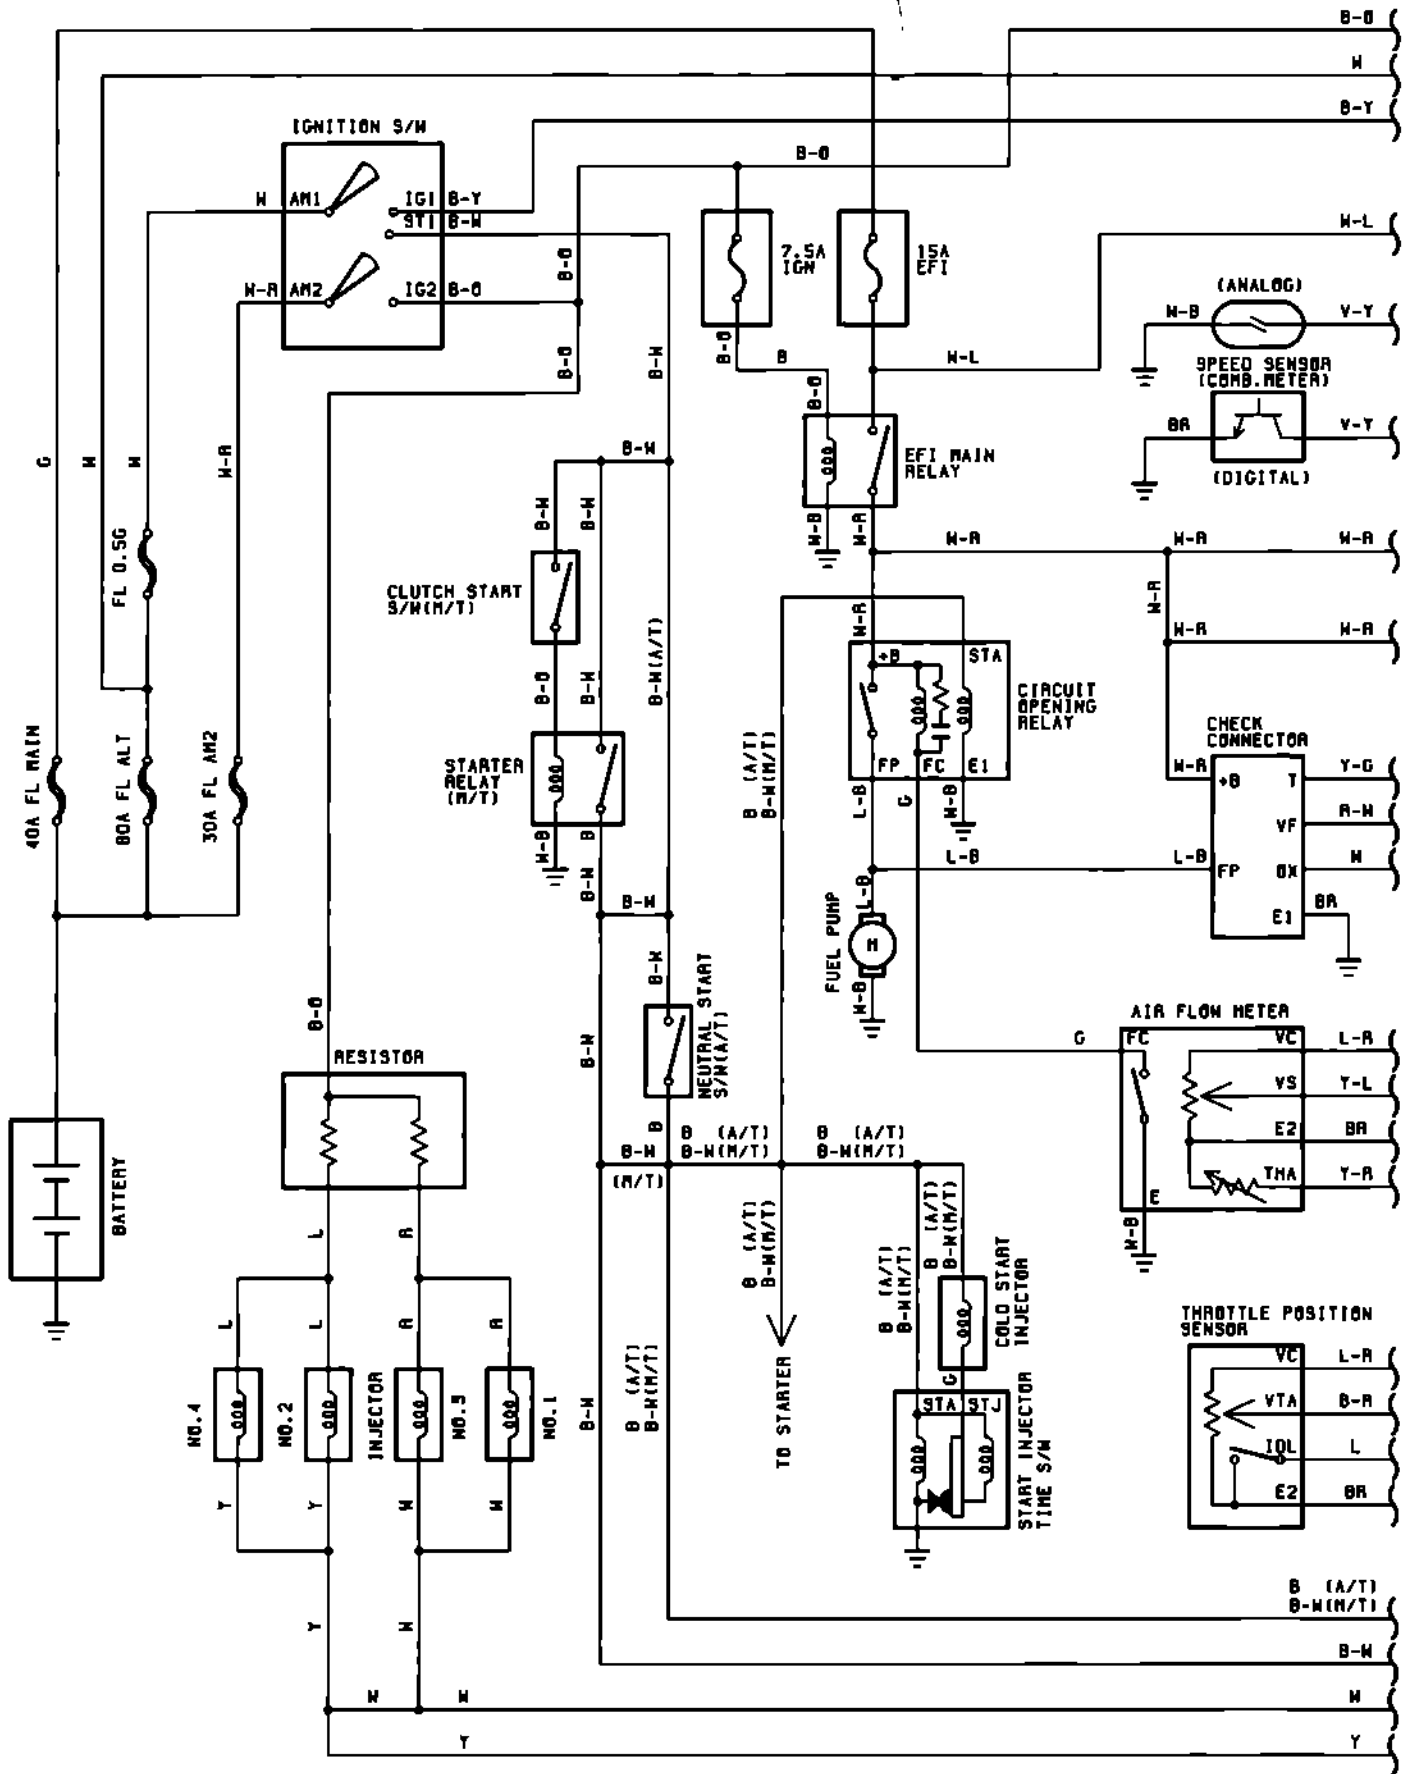 B-O
W
B-Y
IGNITION S/W
B-O
W
AM1
IG1
B-Y
ST1
B-W
W-L
7.5A
IGN
15A
EFI
B-O
W-R
AM2
IG2
B-O
(ANALOG)
W-B
V-Y
B-O
B-W
B-O
B
W-L
SPEED SENSOR
(COMB.METER)
B-O
BR
V-Y
(DIGITAL)
G
W
W
W-R
B-W
EFI MAIN
RELAY
B-W
B-W
W-B
W-R
W-R
W-R
W-R
FL 0.5G
CLUTCH START
S/W(M/T)
W-R
W-R
W-R
W-R
B-W(A/T)
+B
STA
B-O
B-W
CIRCUIT
OPENING
RELAY
40A FL MAIN
80A FL ALT
30A FL AM2
STARTER
RELAY
(M/T)
B (A/T)
B-W(M/T)
FP
FC
E1
CHECK
CONNECTOR
W-R
+B
T
Y-G
L-B
G
W-B
VF
R-W
W-B
B
L-B
L-B
FP
OX
W
B-W
B-W
L-B
BR
E1
FUEL PUMP
M
B-W
W-B
NEUTRAL START
S/W(A/T)
B-O
B-W
AIR FLOW METER
RESISTOR
G
FC
VC
L-R
VS
Y-L
B
B (A/T)
B-W(M/T)
B (A/T)
B-W(M/T)
E2
BR
B-W
(M/T)
THA
Y-R
E
BATTERY
L
R
B (A/T)
B-W(M/T)
B (A/T)
B-W(M/T)
B (A/T)
B-W(M/T)
W-B
COLD START
INJECTOR
L
L
R
R
THROTTLE POSITION
SENSOR
VC
L-R
B (A/T)
B-W(M/T)
G
NO.4
NO.2
INJECTOR
NO.3
NO.1
B-W
TO STARTER
STA
STJ
VTA
B-R
IDL
L
START INJECTOR
TIME S/W
E2
BR
Y
Y
W
W
B (A/T)
B-W(M/T)
Y
W
B-W
W
W
W
Y
Y